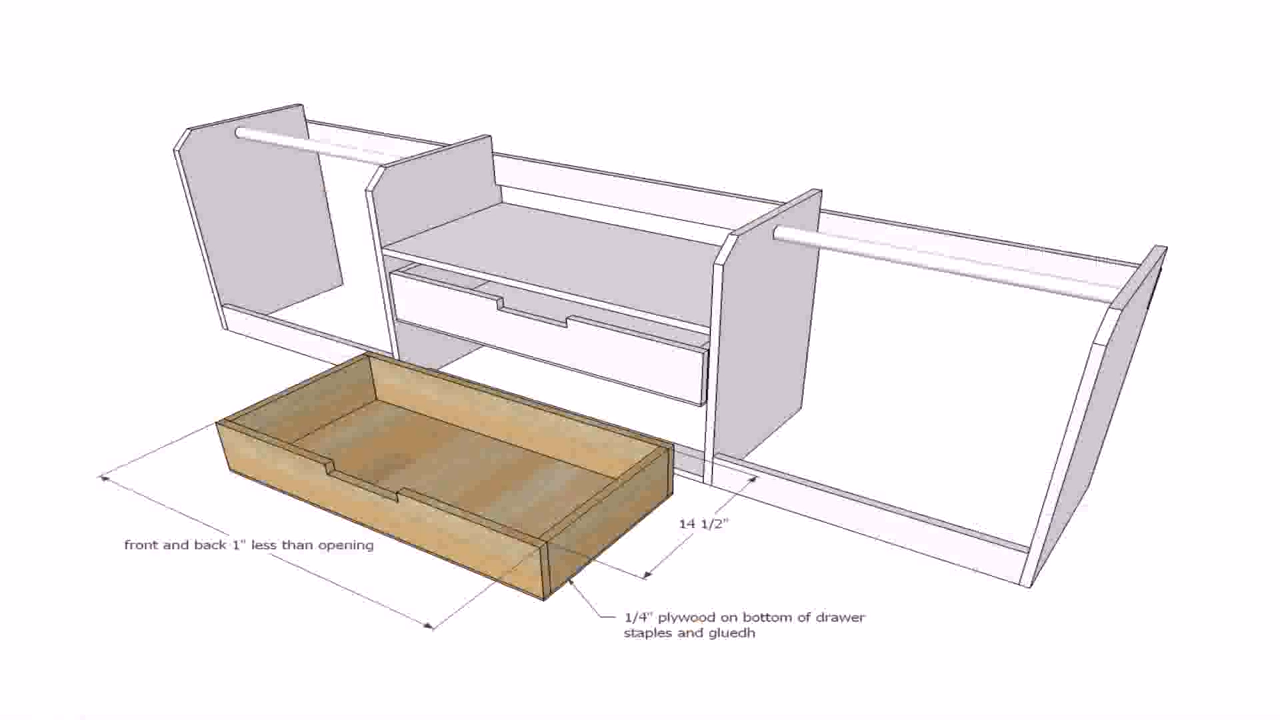 14 1/2"
front and back 1" less than opening
1/4" plywood on bottom of drawer
staples and gluedh